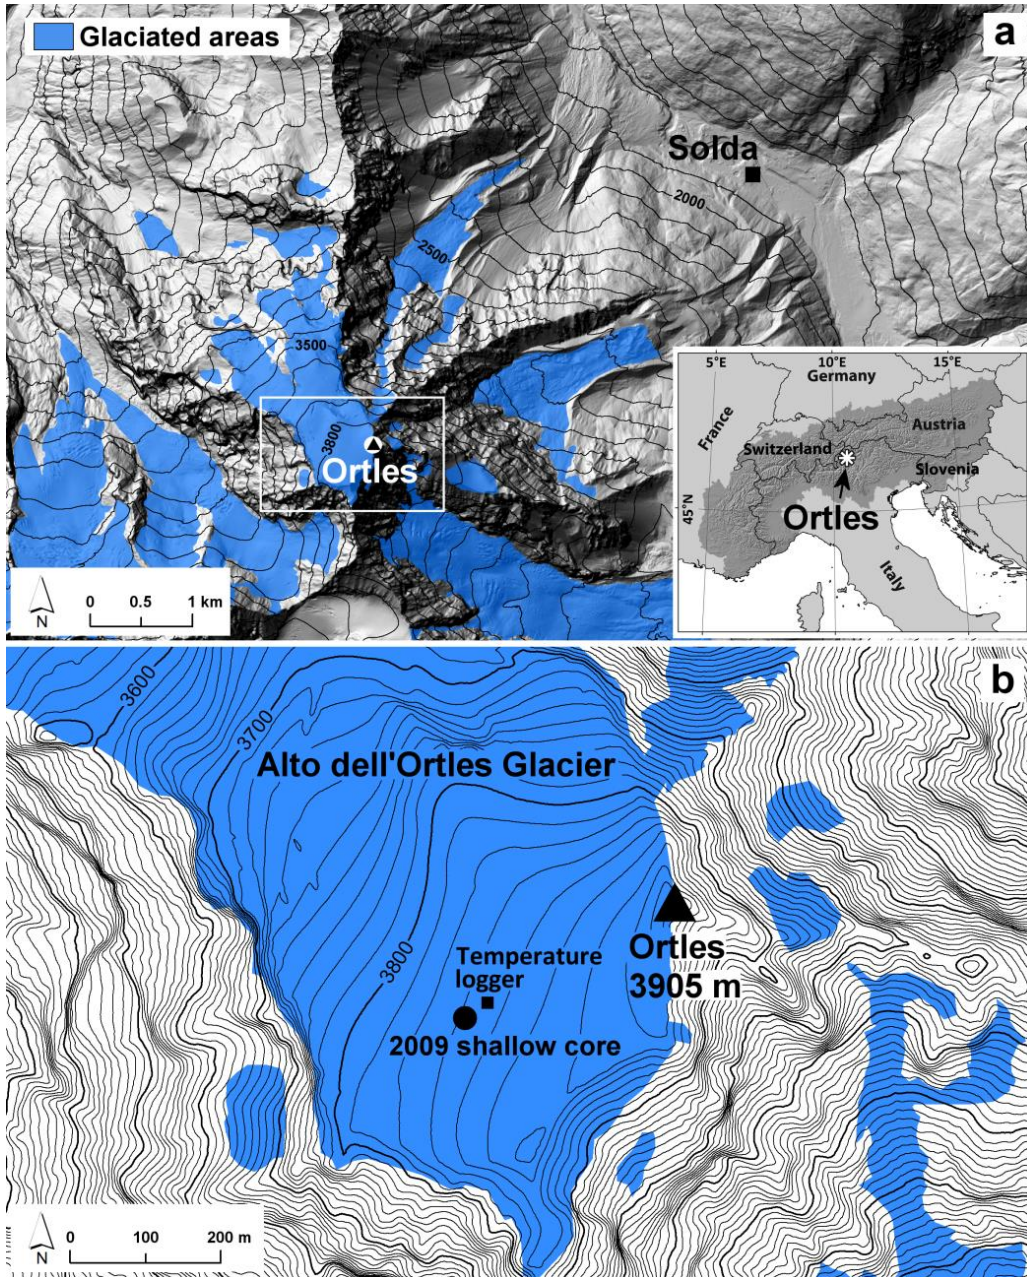 Glaciated areas
a
Solda
2000
2500
3500
3800
Ortles
5°E
10°E
15°E
Germany
France
Austria
Switzerland
Slovenia
45°N
Ortles
Italy
N
0 0.5 1 km
b
3600
3700
Alto dell'Ortles Glacier
3800
Ortles
3905 m
Temperature
logger
2009 shallow core
N
0 100 200 m